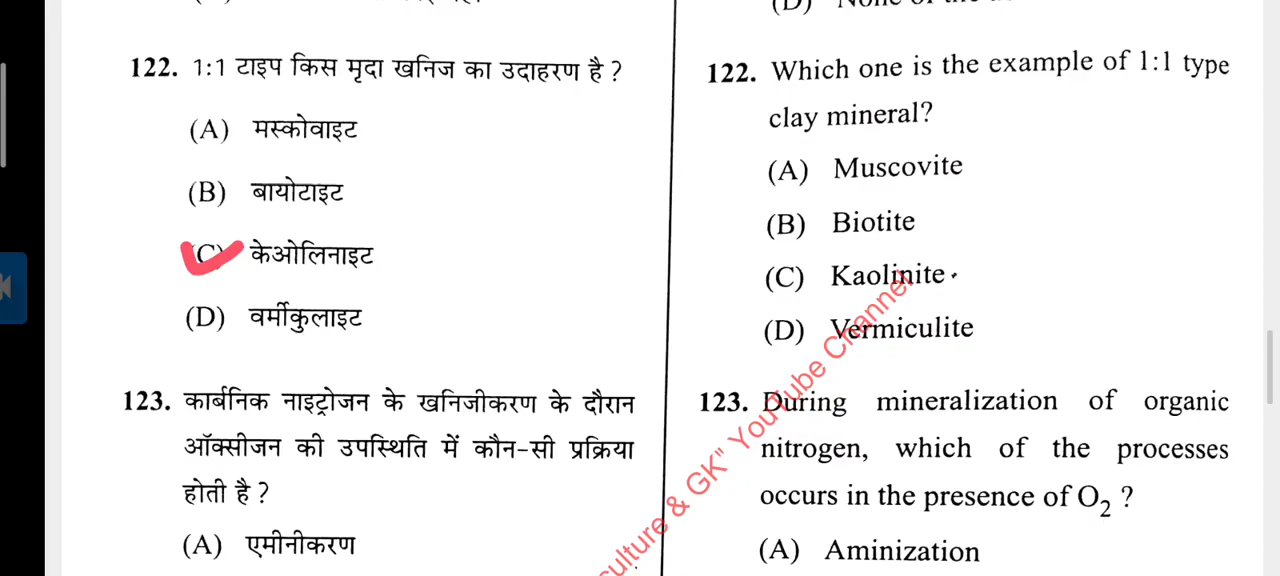 122. 1:1 टाइप किस मृदा खनिज का उदाहरण है ?
(A) मस्कोवाइट
(B) बायोटाइट
(C) केओलिनाइट
(D) वर्मीकुलाइट
123. कार्बनिक नाइट्रोजन के खनिजीकरण के दौरान
ऑक्सीजन की उपस्थिति में कौन-सी प्रक्रिया
होती है ?
(A) एमीनीकरण
(D) None of the
122. Which one is the example of 1:1 type
clay mineral?
(A) Muscovite
(B) Biotite
(C) Kaolinite
(D) Vermiculite
123. During mineralization of organic
nitrogen, which of the processes
occurs in the presence of O₂ ?
(A) Aminization
& GK" YouTube Channel